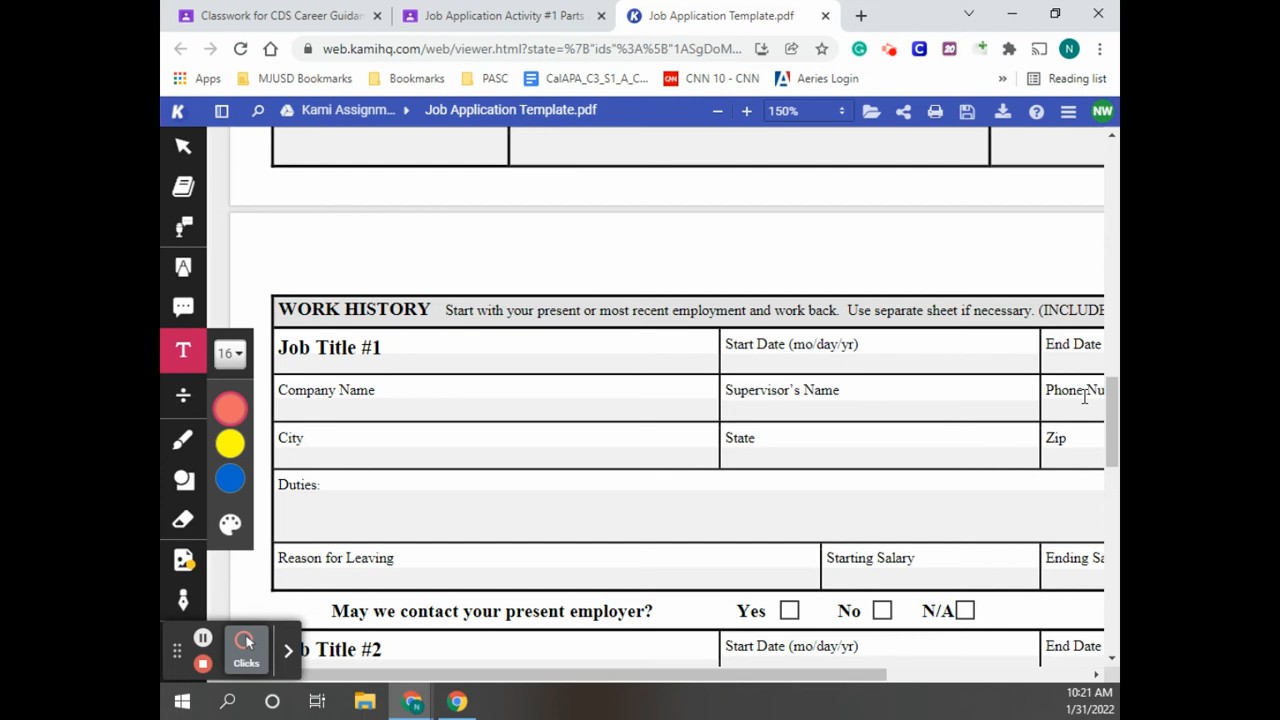 Classwork for CDS Career Guidan
Job Application Activity #1 Parts
Job Application Template.pdf
web.kamihq.com/web/viewer.html?state=%7B"ids"%3A%5B"1ASgDoM...
N
Apps
MJUSD Bookmarks
Bookmarks
PASC
CalAPA_C3_S1_A_C...
CNN 10 - CNN
Aeries Login
»
Reading list
K
Kami Assignm...
Job Application Template.pdf
150%
NW
WORK HISTORY Start with your present or most recent employment and work back. Use separate sheet if necessary. (INCLUDE
Job Title #1
Start Date (mo/day/yr)
End Date
Company Name
Supervisor's Name
Phone Nu
City
State
Zip
Duties:
Reason for Leaving
Starting Salary
Ending Sa
May we contact your present employer? Yes No N/A
b Title #2
Start Date (mo/day/yr)
End Date
T
16
Clicks
10:21 AM
1/31/2022